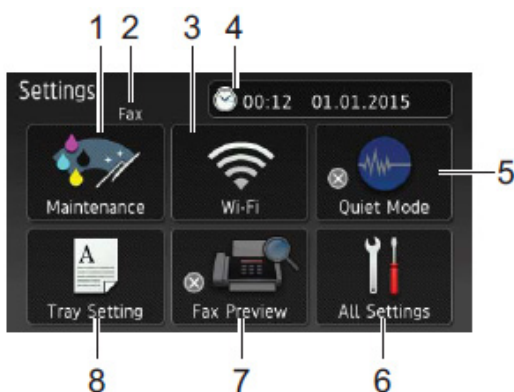 1 2 3 4
Settings
Fax
00:12 01.01.2015
Maintenance Wi-Fi Quiet Mode
5
A
Tray Setting Fax Preview All Settings
8 7 6